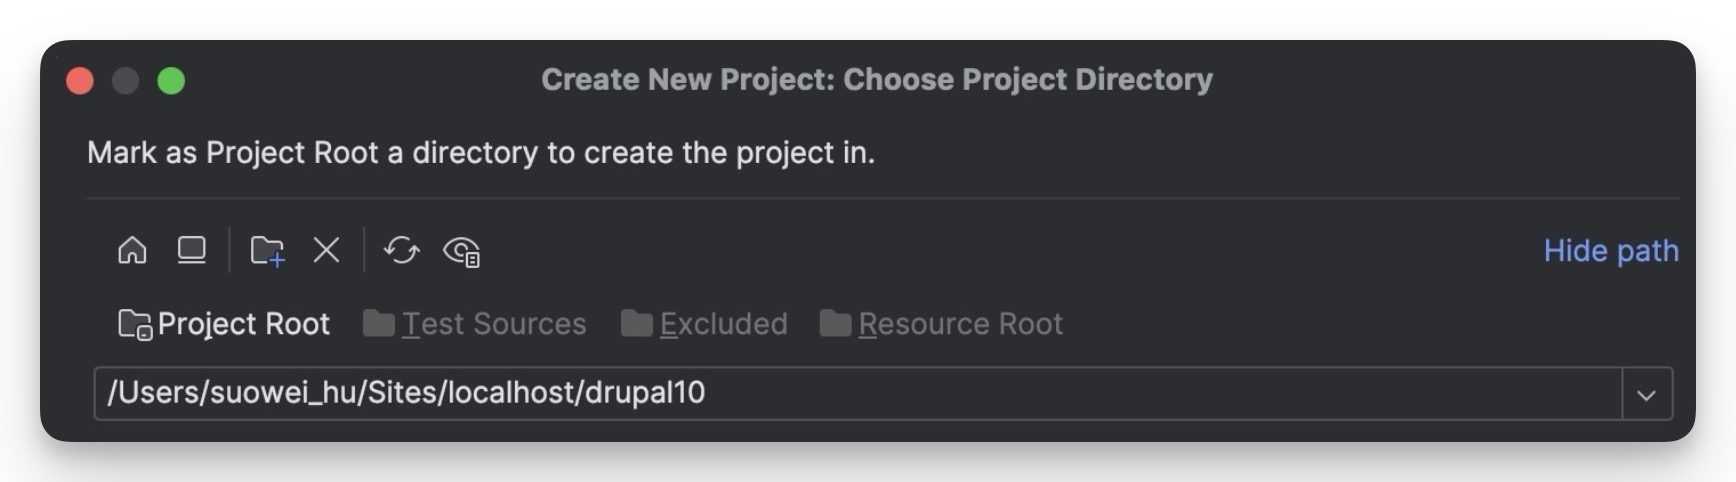 Create New Project: Choose Project Directory
Mark as Project Root a directory to create the project in.
Hide path
Project Root Test Sources Excluded Resource Root
/Users/suowei_hu/Sites/localhost/drupal10